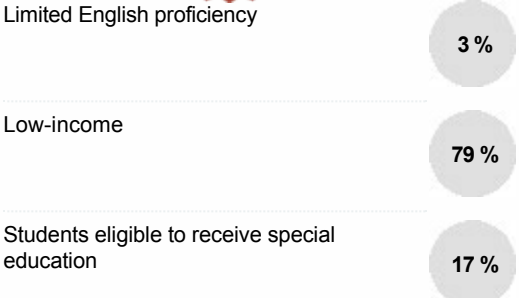 Limited English proficiency
3 %
Low-income
79 %
Students eligible to receive special
education
17 %